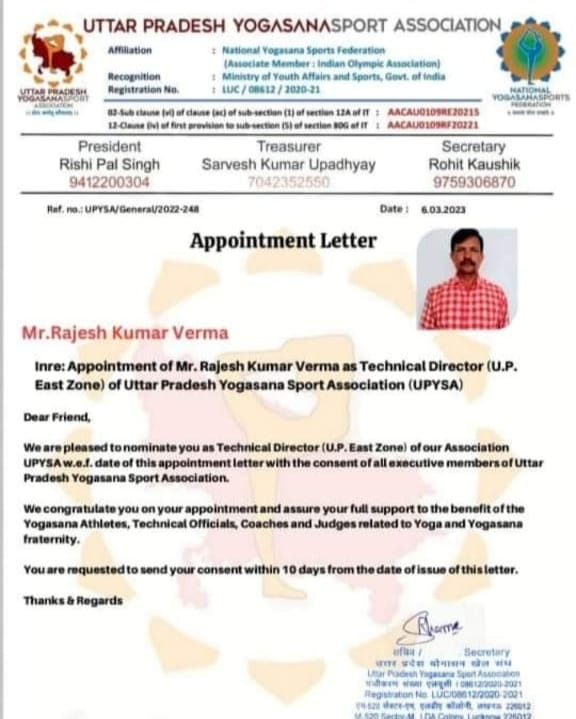 UTTAR PRADESH YOGASANASPORT ASSOCIATION
Affiliation : National Yogasana Sports Federation
(Associate Member : Indian Olympic Association)
Recognition : Ministry of Youth Affairs and Sports, Govt. of India
Registration No. : LUC / 08612 / 2020-21
UTTAR PRADESH
YOGASANASPORT
ASSOCIATION
NATIONAL
YOGASANASPORTS
FEDERATION
02-Sub clause (vi) of clause (ac) of sub-section (1) of section 12A of IT : AACAU0109RE20215
12-Clause (iv) of first provision to sub-section (5) of section 80G of IT : AACAU0109RF20221
President Treasurer Secretary
Rishi Pal Singh Sarvesh Kumar Upadhyay Rohit Kaushik
9412200304 7042352550 9759306870
Ref. no.: UPYSA/General/2022-248 Date : 6.03.2023
Appointment Letter
Mr.Rajesh Kumar Verma
Inre: Appointment of Mr. Rajesh Kumar Verma as Technical Director (U.P.
East Zone) of Uttar Pradesh Yogasana Sport Association (UPYSA)
Dear Friend,
We are pleased to nominate you as Technical Director (U.P. East Zone) of our Association
UPYSA w.e.f. date of this appointment letter with the consent of all executive members of Uttar
Pradesh Yogasana Sport Association.
We congratulate you on your appointment and assure your full support to the benefit of the
Yogasana Athletes, Technical Officials, Coaches and Judges related to Yoga and Yogasana
fraternity.
You are requested to send your consent within 10 days from the date of issue of this letter.
Thanks & Regards
सचिव / Secretary
उत्तर प्रदेश योगासन खेल संघ
Uttar Pradesh Yogasana Sport Association
08612/2020-2021
Registration No. LUC/08612/2020-2021
226012
M-520 Sector-M, LDA Colony, Lucknow 226012